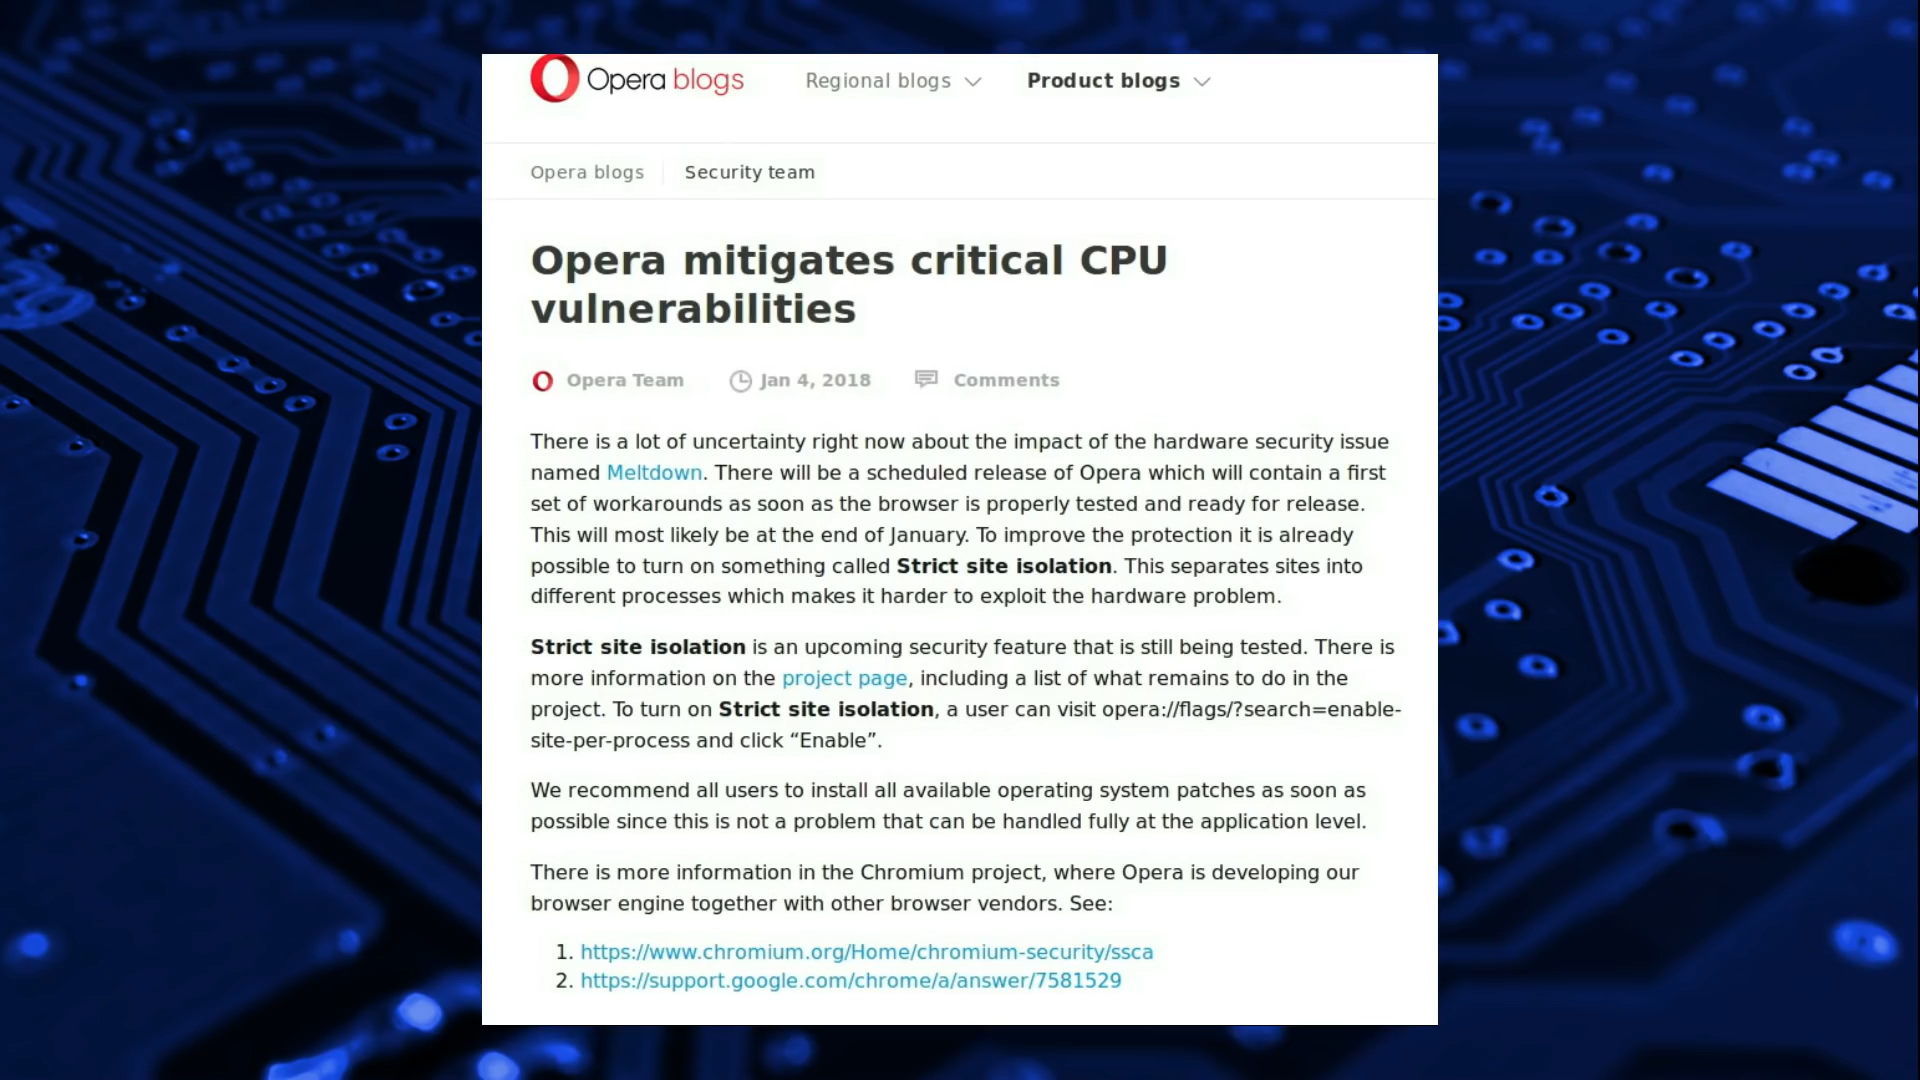 Opera blogs Regional blogs Product blogs
Opera blogs Security team
Opera mitigates critical CPU
vulnerabilities
Opera Team Jan 4, 2018 Comments
There is a lot of uncertainty right now about the impact of the hardware security issue
named Meltdown. There will be a scheduled release of Opera which will contain a first
set of workarounds as soon as the browser is properly tested and ready for release.
This will most likely be at the end of January. To improve the protection it is already
possible to turn on something called Strict site isolation. This separates sites into
different processes which makes it harder to exploit the hardware problem.
Strict site isolation is an upcoming security feature that is still being tested. There is
more information on the project page, including a list of what remains to do in the
project. To turn on Strict site isolation, a user can visit opera://flags/?search=enable-
site-per-process and click “Enable”.
We recommend all users to install all available operating system patches as soon as
possible since this is not a problem that can be handled fully at the application level.
There is more information in the Chromium project, where Opera is developing our
browser engine together with other browser vendors. See:
1. https://www.chromium.org/Home/chromium-security/ssca
2. https://support.google.com/chrome/a/answer/7581529